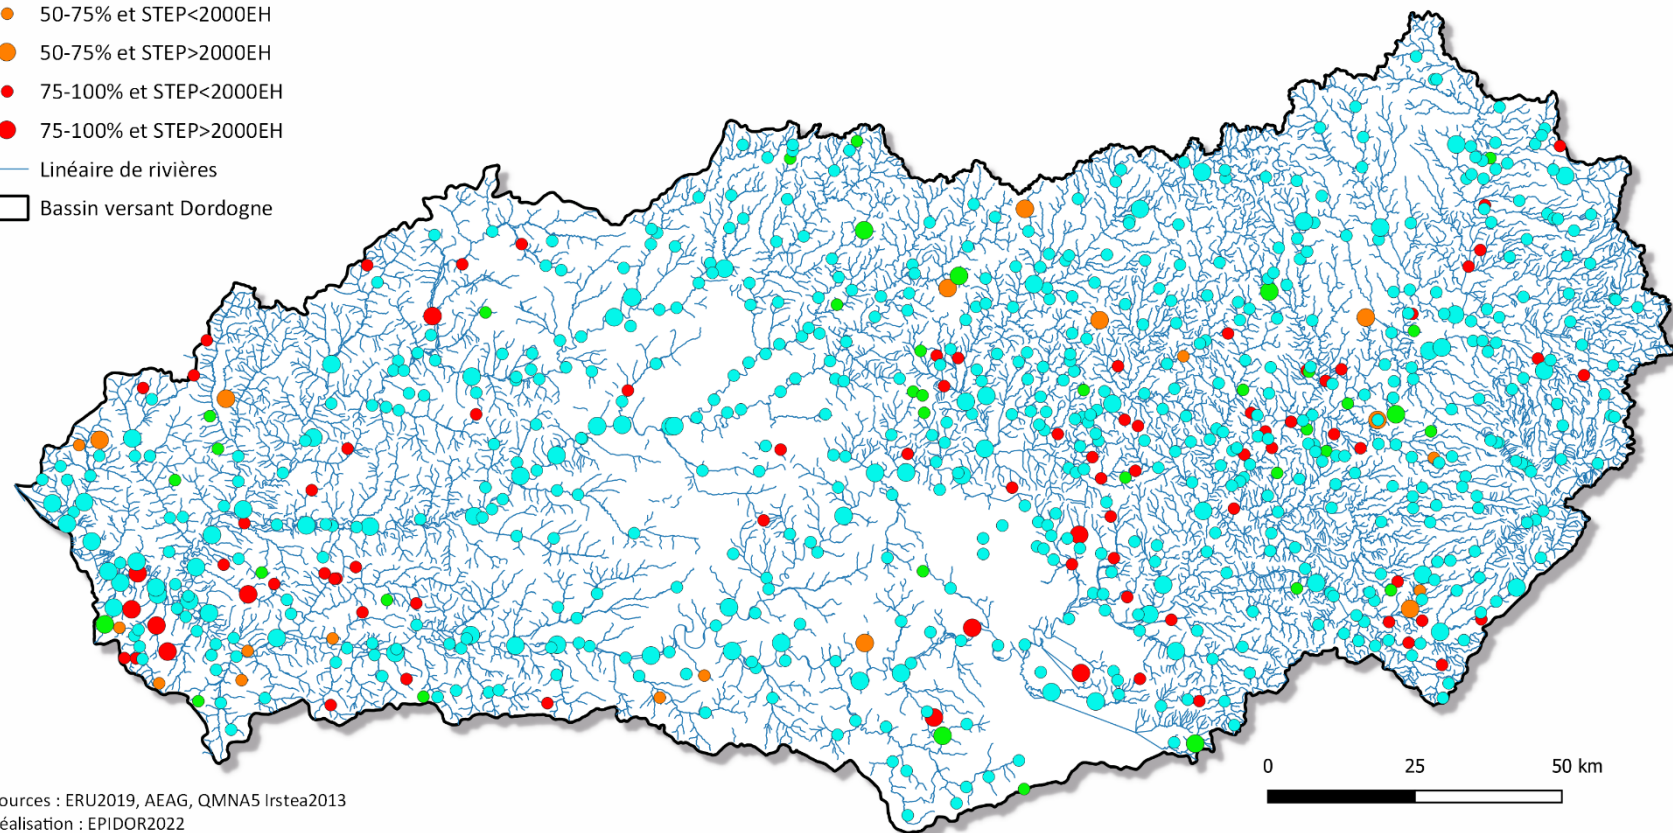 50-75% et STEP<2000EH
50-75% et STEP>2000EH
75-100% et STEP<2000EH
75-100% et STEP>2000EH
Linéaire de rivières
Bassin versant Dordogne
0 25 50 km
ources : ERU2019, AEAG, QMNA5 Irstea2013
éalisation : EPIDOR2022